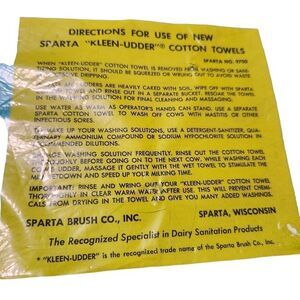 DIRECTIONS FOR USE OF NEW
SPARTA "KLEEN-UDDER"® COTTON TOWELS
SPARTA NO. 9700
WHEN "KLEEN-UDDER" COTTON TOWEL IS REMOVED FROM WASHING OR SANI-
TIZING SOLUTION, IT SHOULD BE SQUEEZED OR WRUNG OUT TO AVOID WASTE
DRIPPING.
UDDERS ARE HEAVILY CAKED WITH SOIL, WIPE OFF WITH SPARTA
TOWEL AND RINSE OUT IN A SEPARATE BUCKET. RESCUE THE TOWEL IN
THE WASHING SOLUTION FOR FINAL CLEANING AND MASSAGING.
USE WATER AS WARM AS OPERATOR'S HANDS CAN STAND. USE A SEPARATE
SPARTA COTTON TOWEL TO WASH OFF COWS WITH MASTITIS OR OTHER
INFECTIOUS SORES.
TO MAKE UP YOUR WASHING SOLUTIONS, USE A DETERGENT-SANITIZER, QUA-
TERNARY AMMONIUM COMPOUND OR SODIUM HYPOCHLORITE SOLUTION IN
RECOMMENDED DILUTIONS.
CHANGE WASHING SOLUTION FREQUENTLY. RINSE OUT THE COTTON TOWEL
THOROUGHLY BEFORE GOING ON TO THE NEXT COW. WHILE WASHING EACH
COWS UDDER, MASSAGE IT GENTLY WITH THE WET TOWEL, TO STIMULATE THE
MILK LETDOWN AND SPEED UP YOUR MILKING TIME.
IMPORTANT: RINSE AND WRING OUT YOUR "KLEEN-UDDER" COTTON TOWEL
THOROUGHLY IN CLEAR WARM WATER AFTER USE. THIS WILL PREVENT CHEMI-
CALS FROM DRYING IN THE TOWEL AND GIVE YOU MANY ADDED WASHINGS.
SPARTA BRUSH CO., INC. SPARTA, WISCONSIN
The Recognized Specialist in Dairy Sanitation Products
* "KLEEN-UDDER" is the recognized trade name of the Sparta Brush Co., Inc.